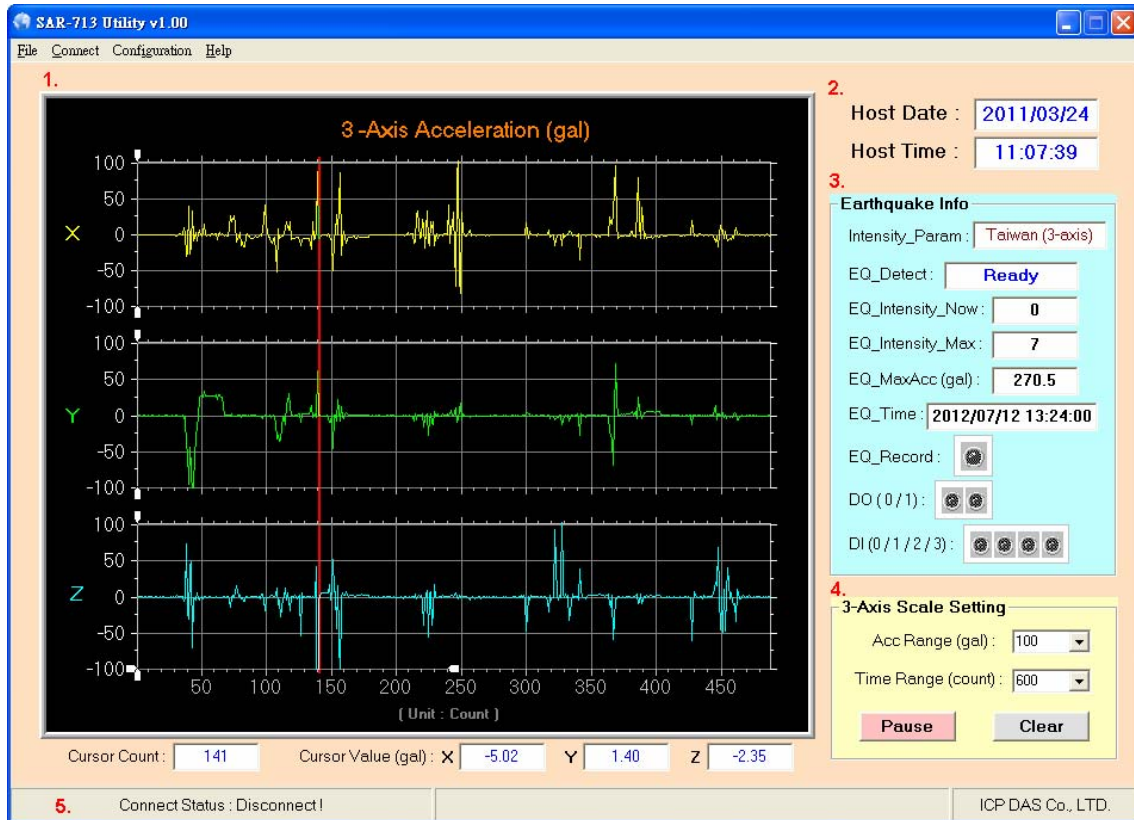 SAR-713 Utility v1.00
File Connect Configuration Help
1.
3 -Axis Acceleration (gal)
X
100
50
0
-50
-100
Y
100
50
0
-50
-100
Z
100
50
0
-50
-100
50 100 150 200 250 300 350 400 450
[ Unit : Count ]
Cursor Count : 141 Cursor Value (gal) : X -5.02 Y 1.40 Z -2.35
2.
Host Date : 2011/03/24
Host Time : 11:07:39
3.
Earthquake Info
Intensity_Param : Taiwan (3-axis)
EQ_Detect : Ready
EQ_Intensity_Now : 0
EQ_Intensity_Max : 7
EQ_MaxAcc (gal) : 270.5
EQ_Time : 2012/07/12 13:24:00
EQ_Record :
DO ( 0 / 1 ) :
DI ( 0 / 1 / 2 / 3 ) :
4.
3-Axis Scale Setting
Acc Range (gal) : 100
Time Range (count) : 600
Pause Clear
5. Connect Status : Disconnect ! ICP DAS Co., LTD.